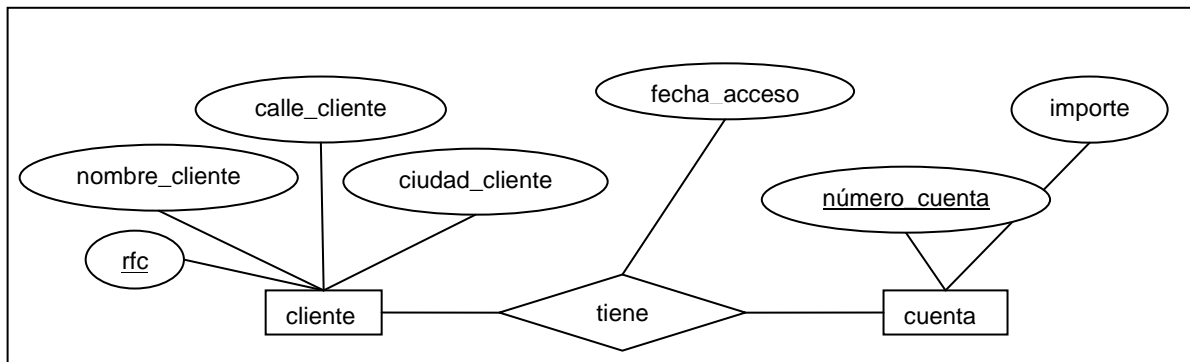 calle_cliente
fecha_acceso
importe
nombre_cliente
ciudad_cliente
número_cuenta
rfc
cliente
tiene
cuenta